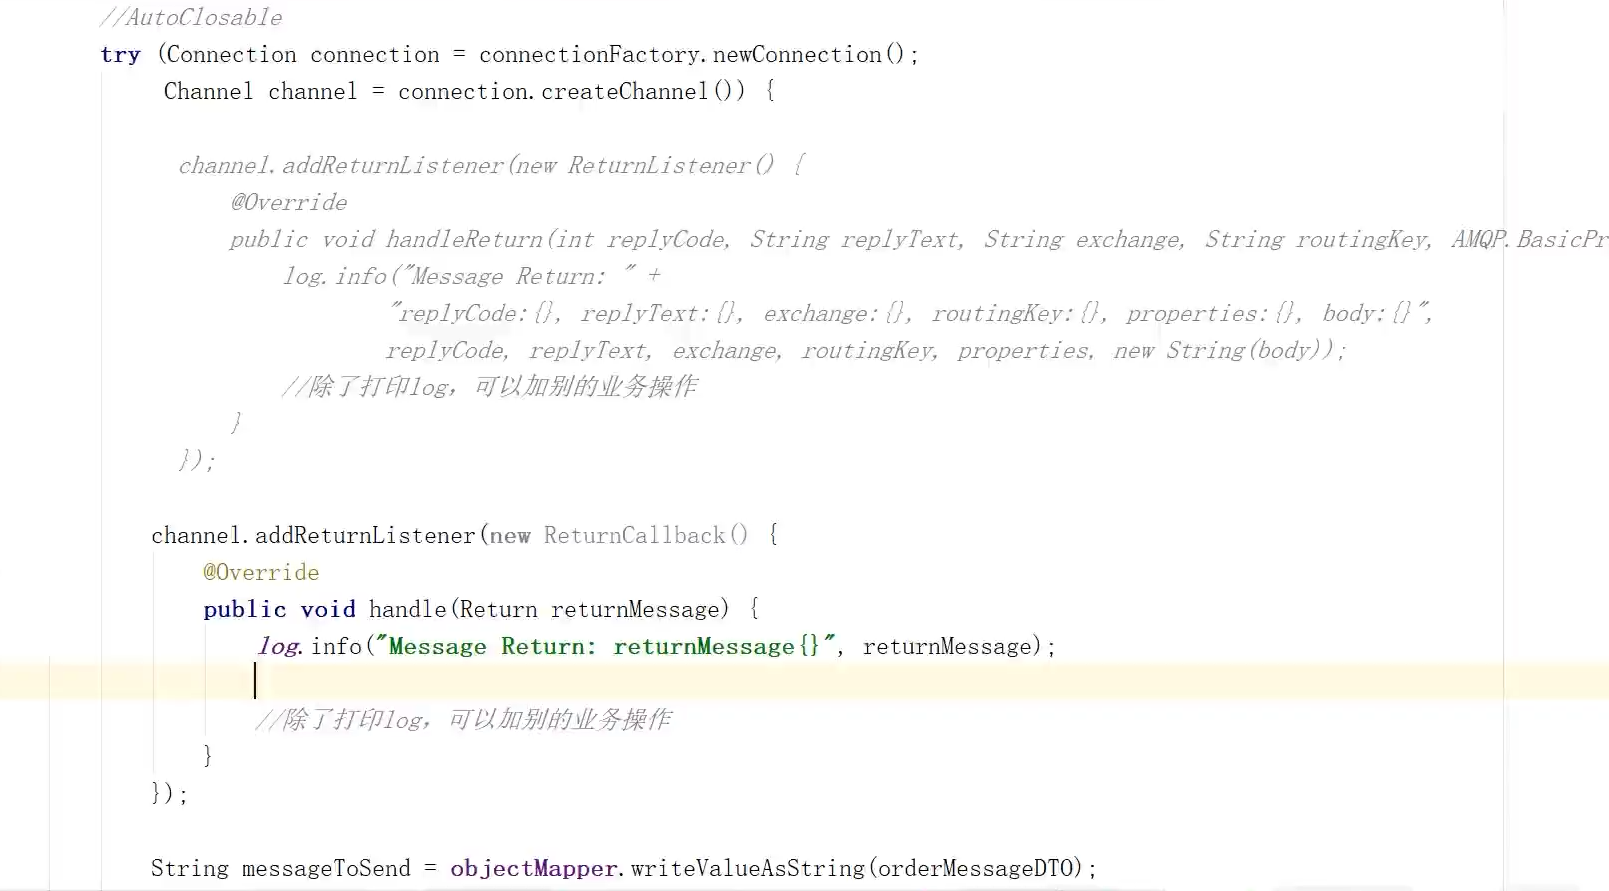 //AutoClosable
try (Connection connection = connectionFactory.newConnection();
Channel channel = connection.createChannel()) {
channel.addReturnListener(new ReturnListener() {
@Override
public void handleReturn(int replyCode, String replyText, String exchange, String routingKey, AMQP.BasicPr
log.info("Message Return: " +
"replyCode:{}, replyText:{}, exchange:{}, routingKey:{}, properties:{}, body:{}",
replyCode, replyText, exchange, routingKey, properties, new String(body));
//除了打印log，可以加别的业务操作
}
});
channel.addReturnListener(new ReturnCallback() {
@Override
public void handle(Return returnMessage) {
log.info("Message Return: returnMessage{}", returnMessage);
//除了打印log，可以加别的业务操作
}
});
String messageToSend = objectMapper.writeValueAsString(orderMessageDTO);